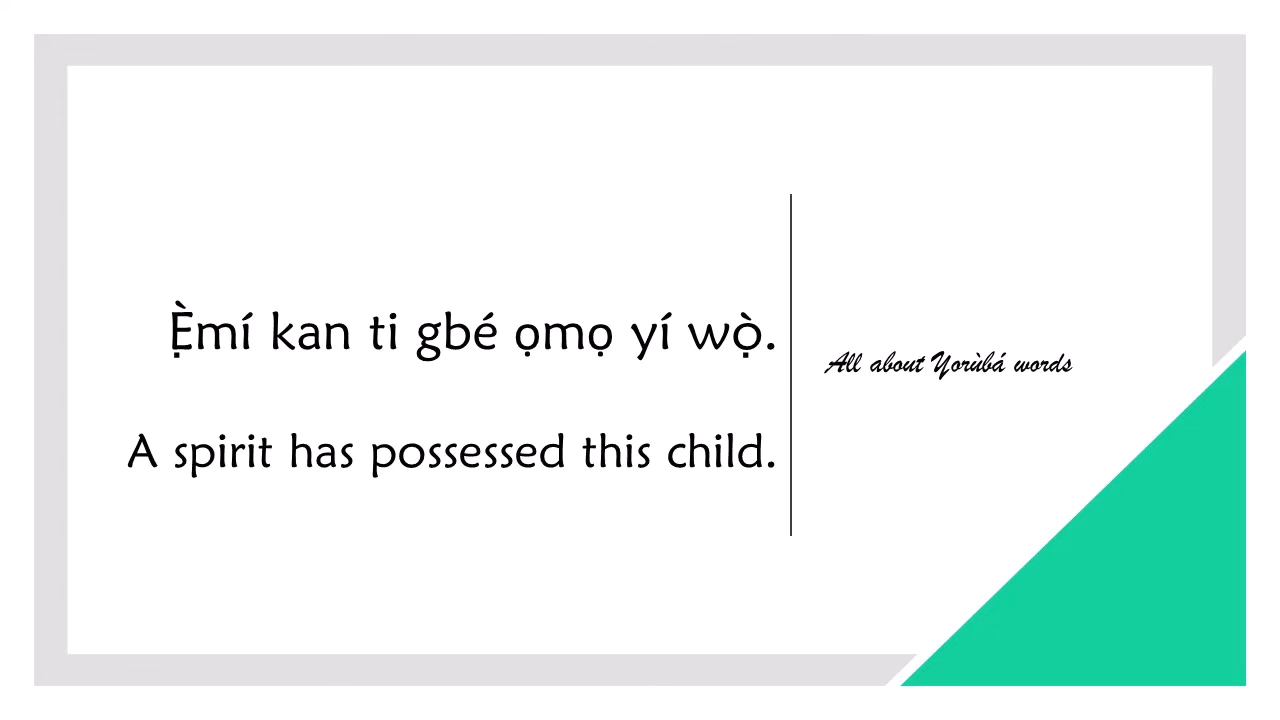 Ẹ̀mí kan ti gbé ọmọ yí wọ̀.
A spirit has possessed this child.
All about Yorùbá words